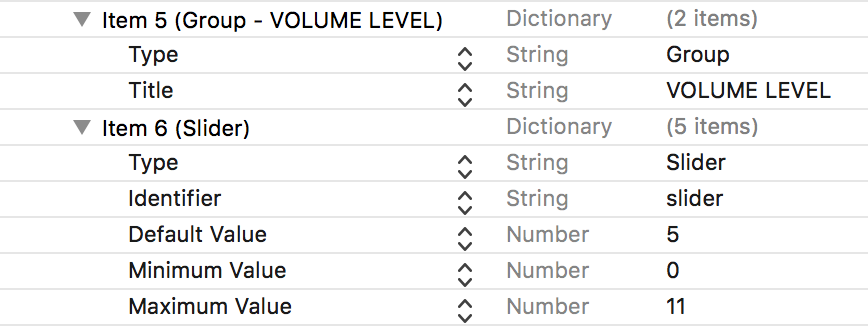 Item 5 (Group - VOLUME LEVEL) Dictionary (2 items)
Type String Group
Title String VOLUME LEVEL
Item 6 (Slider) Dictionary (5 items)
Type String Slider
Identifier String slider
Default Value Number 5
Minimum Value Number 0
Maximum Value Number 11